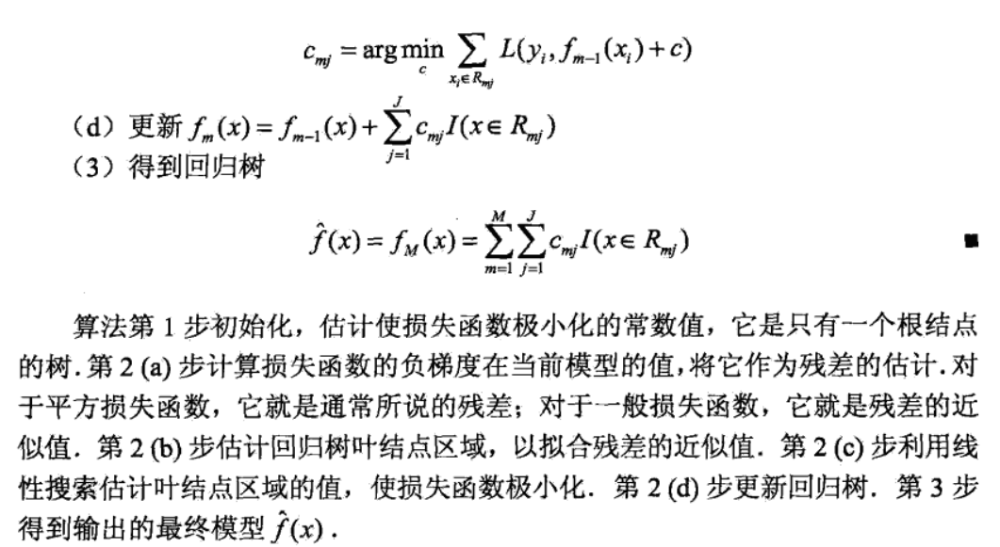 c_{mj} = arg min_c ∑_{x_i∈R_{mj}} L(y_i, f_{m-1}(x_i)+c)
（d）更新 f_m(x) = f_{m-1}(x)+∑_{j=1}^{J} c_{mj}I(x∈R_{mj})
（3）得到回归树
\hat{f}(x) = f_M(x) = ∑_{m=1}^{M}∑_{j=1}^{J} c_{mj}I(x∈R_{mj}) ■
算法第 1 步初始化，估计使损失函数极小化的常数值，它是只有一个根结点
的树．第 2 (a) 步计算损失函数的负梯度在当前模型的值，将它作为残差的估计．对
于平方损失函数，它就是通常所说的残差；对于一般损失函数，它就是残差的近
似值．第 2 (b) 步估计回归树叶结点区域，以拟合残差的近似值．第 2 (c) 步利用线
性搜索估计叶结点区域的值，使损失函数极小化．第 2 (d) 步更新回归树．第 3 步
得到输出的最终模型 \hat{f}(x)．